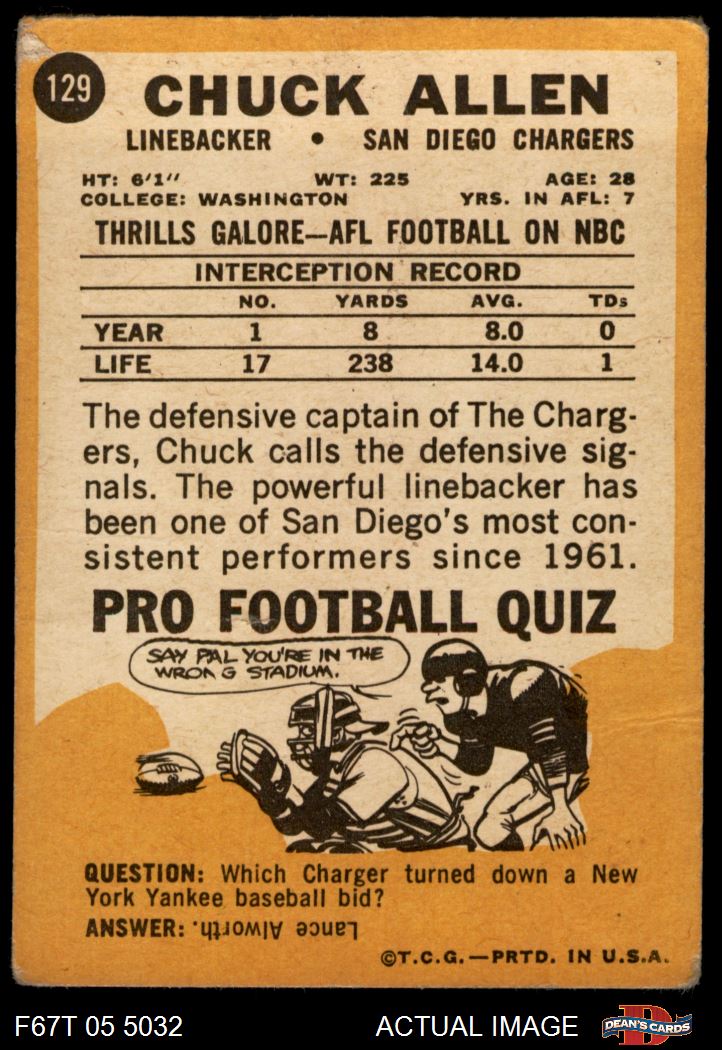 129
CHUCK ALLEN
LINEBACKER • SAN DIEGO CHARGERS
HT: 6'1" WT: 225 AGE: 28
COLLEGE: WASHINGTON YRS. IN AFL: 7
THRILLS GALORE—AFL FOOTBALL ON NBC
INTERCEPTION RECORD
NO. YARDS AVG. TDs
YEAR 1 8 8.0 0
LIFE 17 238 14.0 1
The defensive captain of The Charg-
ers, Chuck calls the defensive sig-
nals. The powerful linebacker has
been one of San Diego's most con-
sistent performers since 1961.
PRO FOOTBALL QUIZ
SAY PAL YOU'RE IN THE
WRONG STADIUM.
QUESTION: Which Charger turned down a New
York Yankee baseball bid?
ANSWER: Lance Alworth.
©T.C.G.—PRTD. IN U.S.A.
F67T 05 5032 ACTUAL IMAGE D DEAN'S CARDS